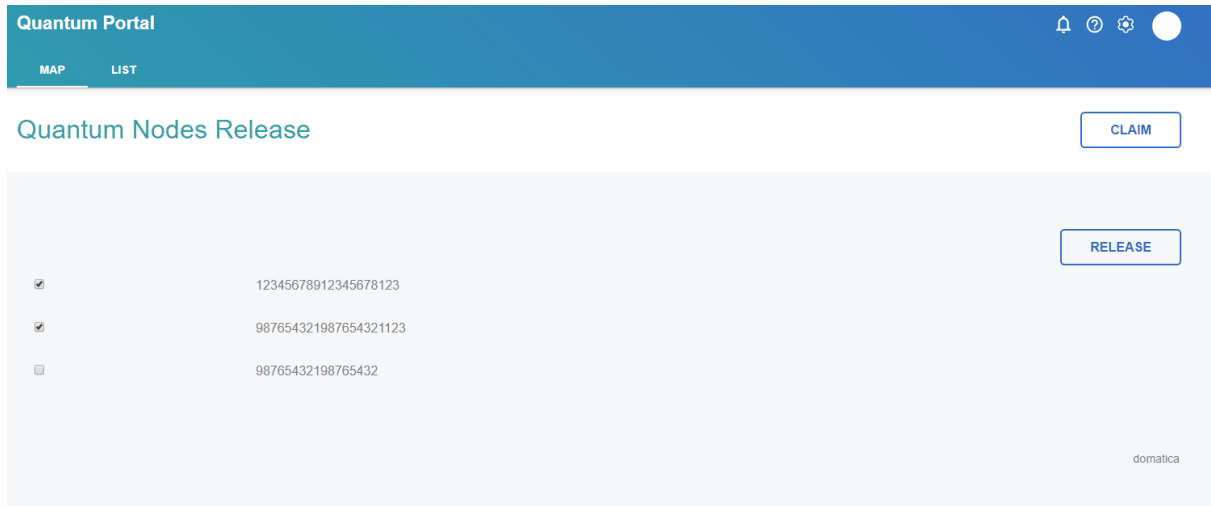 Quantum Portal
MAP LIST
Quantum Nodes Release
CLAIM
RELEASE
12345678912345678123
987654321987654321123
98765432198765432
domatica